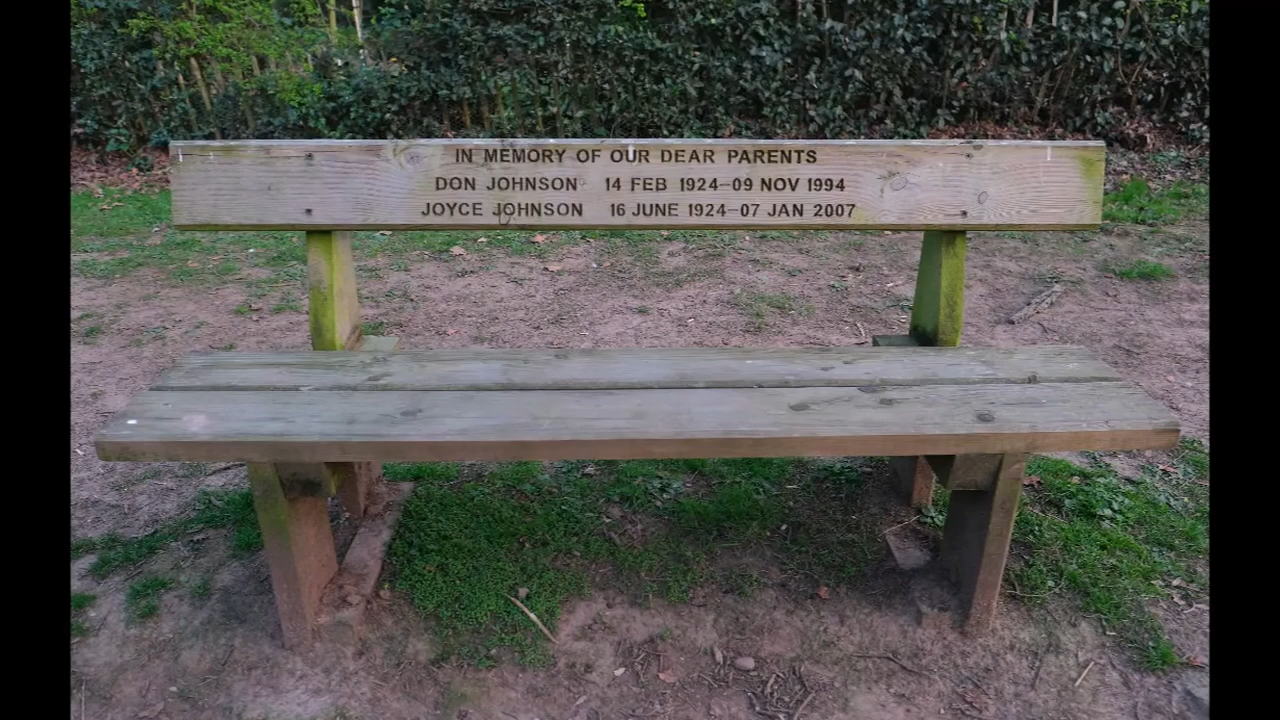 IN MEMORY OF OUR DEAR PARENTS
DON JOHNSON 14 FEB 1924–09 NOV 1994
JOYCE JOHNSON 16 JUNE 1924–07 JAN 2007